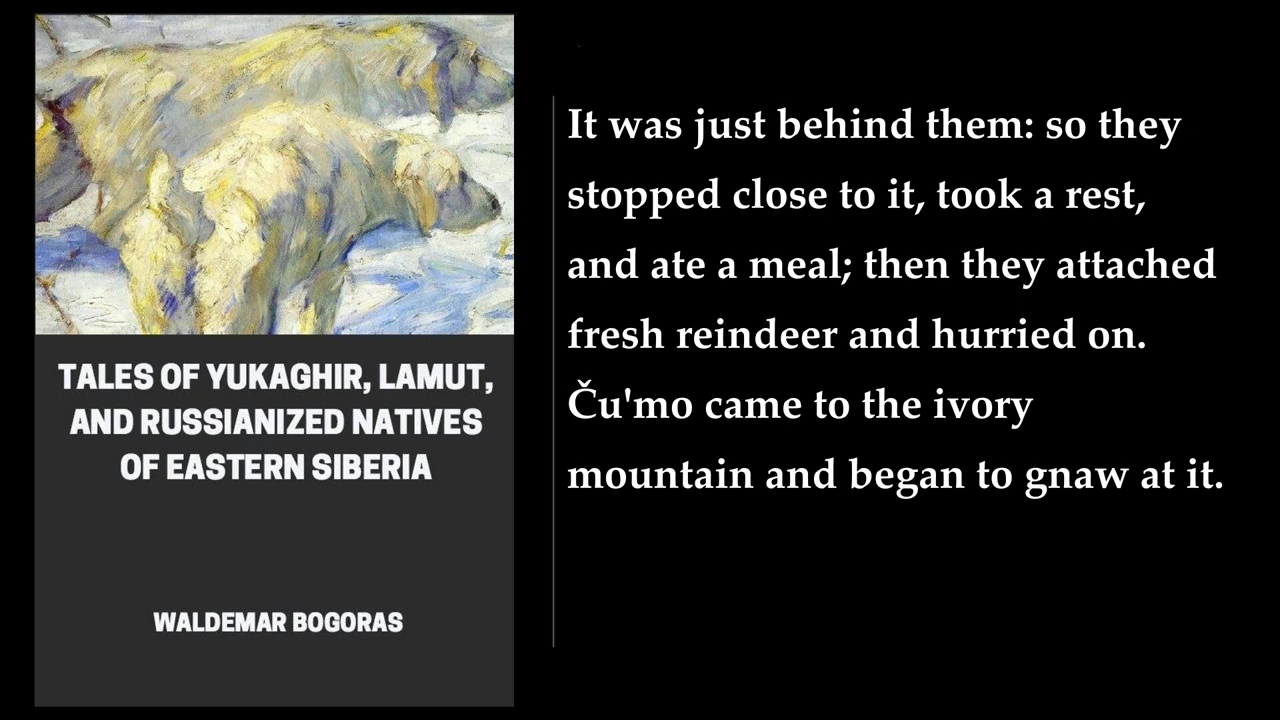 TALES OF YUKAGHIR, LAMUT,
AND RUSSIANIZED NATIVES
OF EASTERN SIBERIA
WALDEMAR BOGORAS
It was just behind them: so they
stopped close to it, took a rest,
and ate a meal; then they attached
fresh reindeer and hurried on.
Ču'mo came to the ivory
mountain and began to gnaw at it.